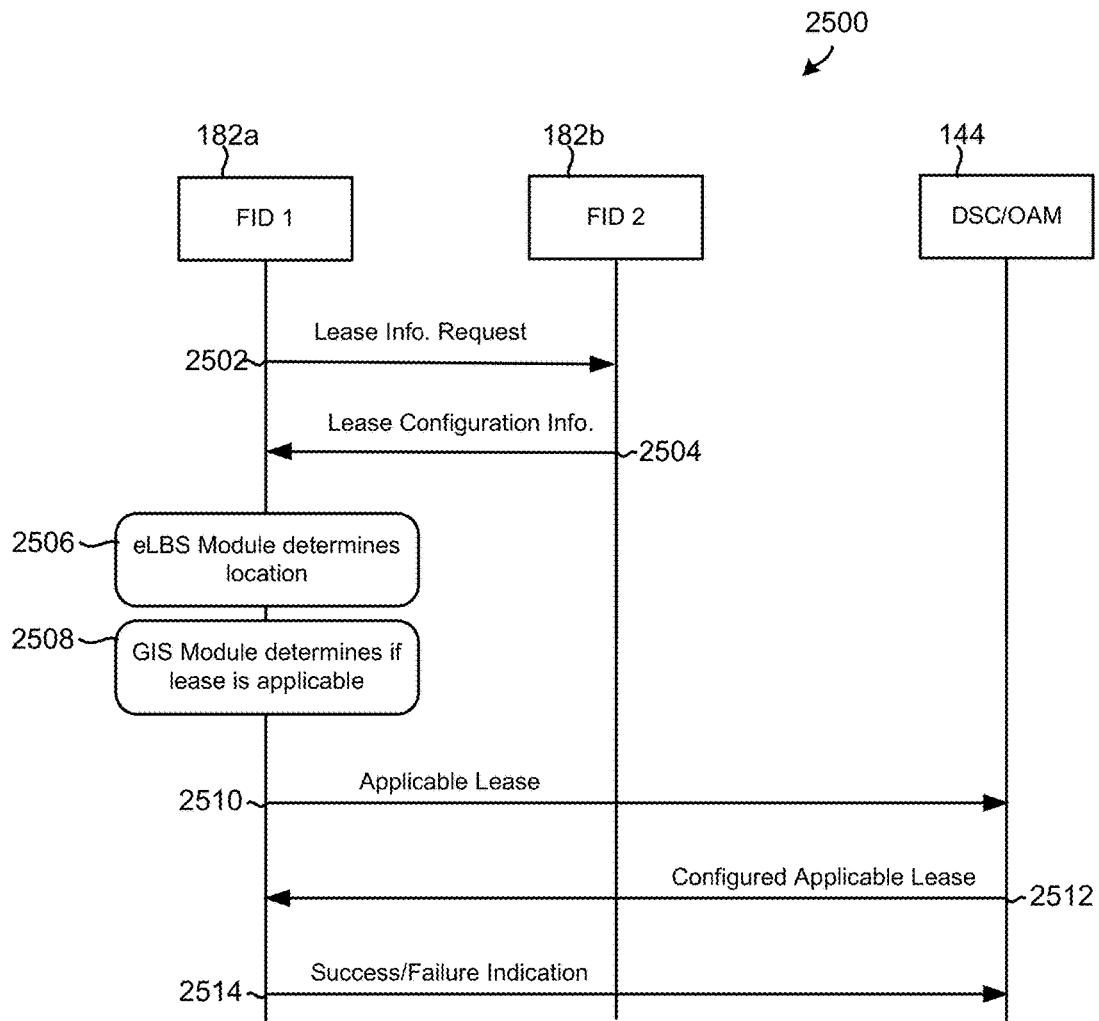 2500
182a
182b
144
FID 1
FID 2
DSC/OAM
Lease Info. Request
2502
Lease Configuration Info.
2504
2506
eLBS Module determines
location
2508
GIS Module determines if
lease is applicable
Applicable Lease
2510
Configured Applicable Lease
2512
Success/Failure Indication
2514